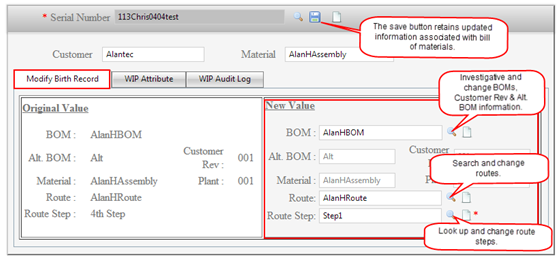 * Serial Number 113Chris0404test
The save button retains updated
information associated with bill
of materials.
Customer Alantec Material AlanHAssembly
Modify Birth Record WIP Attribute WIP Audit Log
Investigative and
change BOMs,
Customer Rev & Alt.
BOM information.
Original Value
BOM : AlanHBOM
Alt. BOM : Alt Customer Rev : 001
Material : AlanHAssembly Plant : 001
Route : AlanHRoute
Route Step : 4th Step
New Value
BOM : AlanHBOM
Alt. BOM : Alt Customer
Material : AlanHAssembly
Route: AlanHRoute
Route Step: Step1 *
Search and change
routes.
Look up and change route
steps.